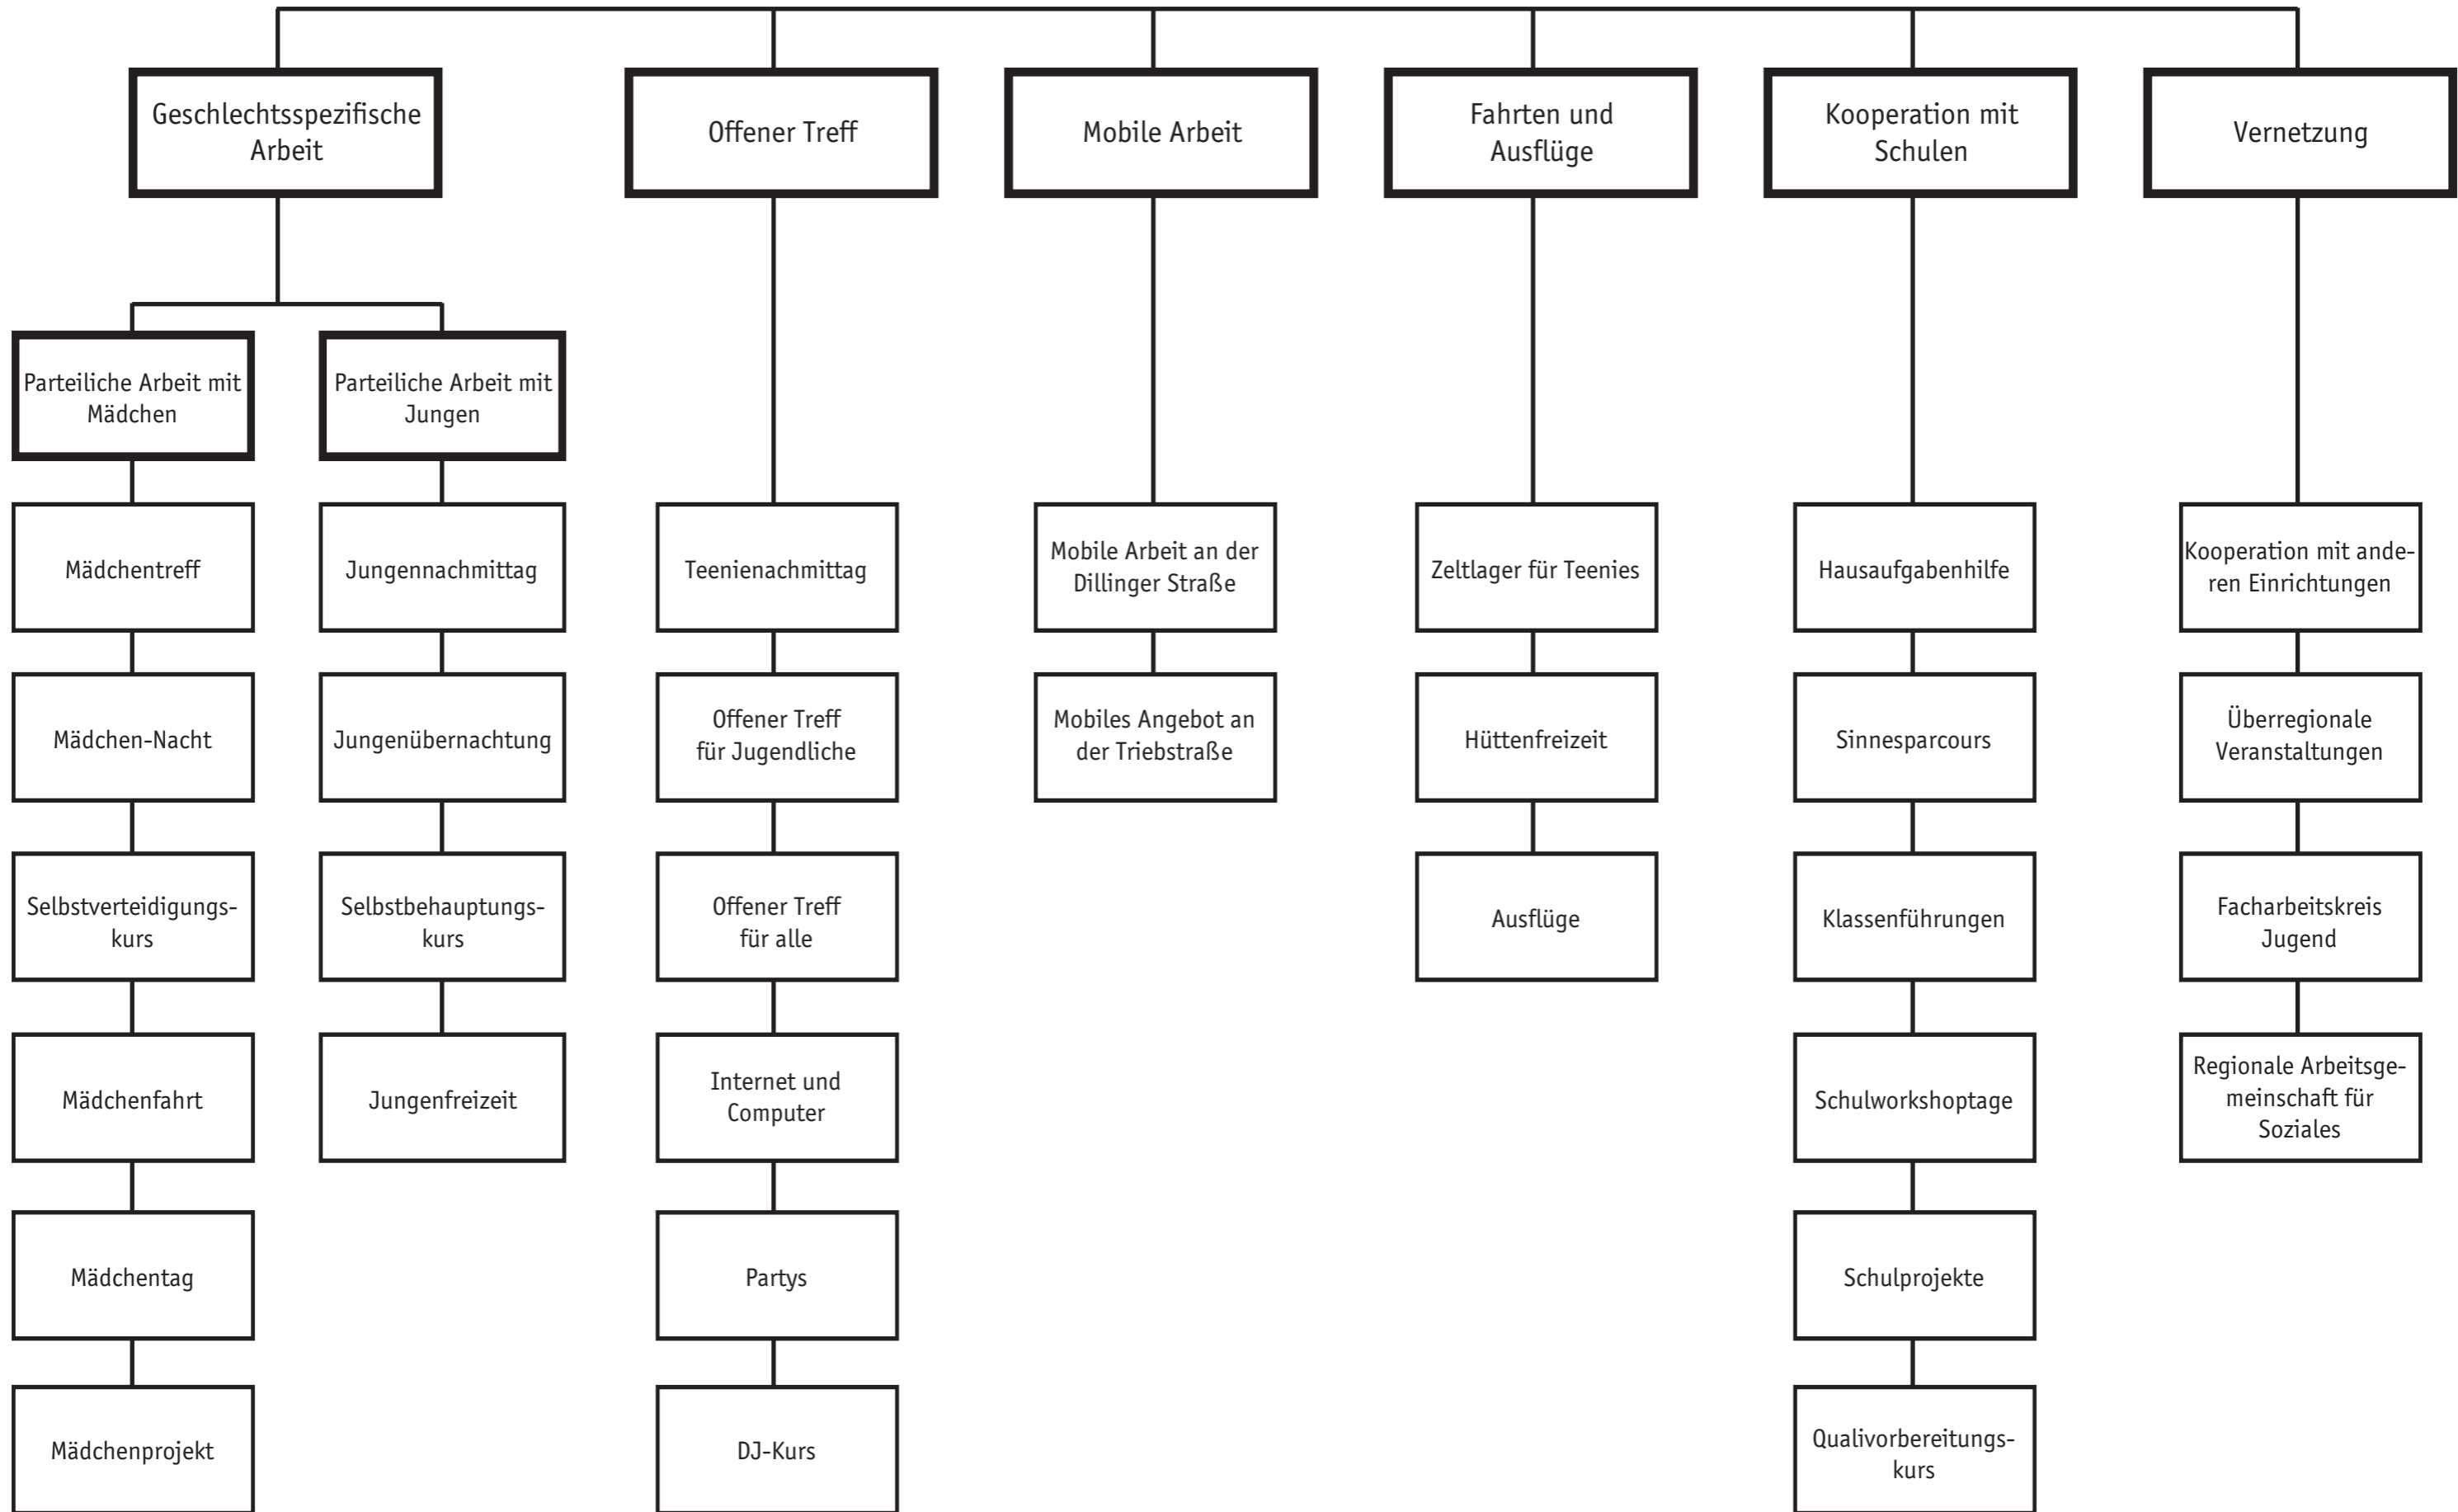 Geschlechtsspezifische
Arbeit
Offener Treff
Mobile Arbeit
Fahrten und
Ausflüge
Kooperation mit
Schulen
Vernetzung
Parteiliche Arbeit mit
Mädchen
Parteiliche Arbeit mit
Jungen
Mädchentreff
Jungennachmittag
Teenienachmittag
Mobile Arbeit an der
Dillinger Straße
Zeltlager für Teenies
Hausaufgabenhilfe
Kooperation mit ande-
ren Einrichtungen
Mädchen-Nacht
Jungenübernachtung
Offener Treff
für Jugendliche
Mobiles Angebot an
der Triebstraße
Hüttenfreizeit
Sinnesparcours
Überregionale
Veranstaltungen
Selbstverteidigungs-
kurs
Selbstbehauptungs-
kurs
Offener Treff
für alle
Ausflüge
Klassenführungen
Facharbeitskreis
Jugend
Mädchenfahrt
Jungenfreizeit
Internet und
Computer
Schulworkshoptage
Regionale Arbeitsge-
meinschaft für
Soziales
Mädchentag
Partys
Schulprojekte
Mädchenprojekt
DJ-Kurs
Qualivorbereitungs-
kurs